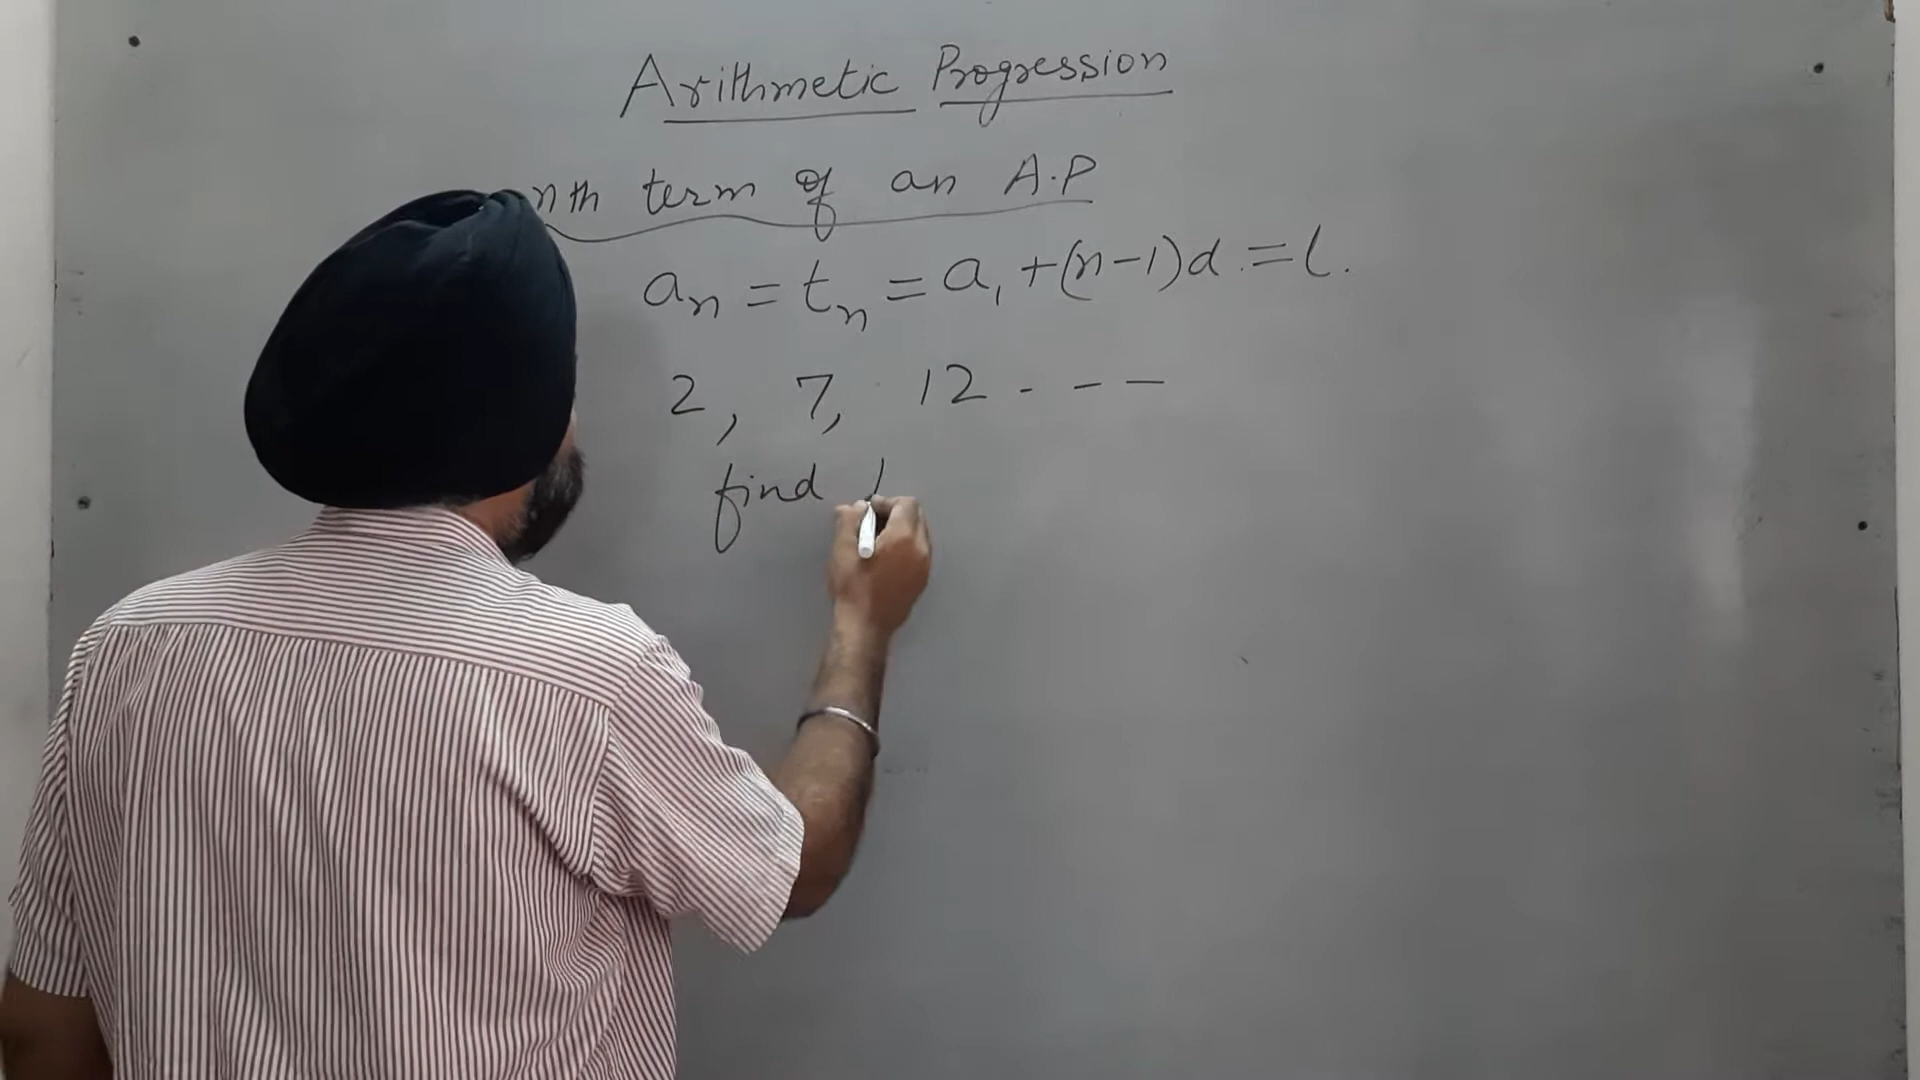 Arithmetic Progression
nth term of an A.P
aₙ = tₙ = a₁ + (n-1)d = l.
2, 7, 12 - - -
find